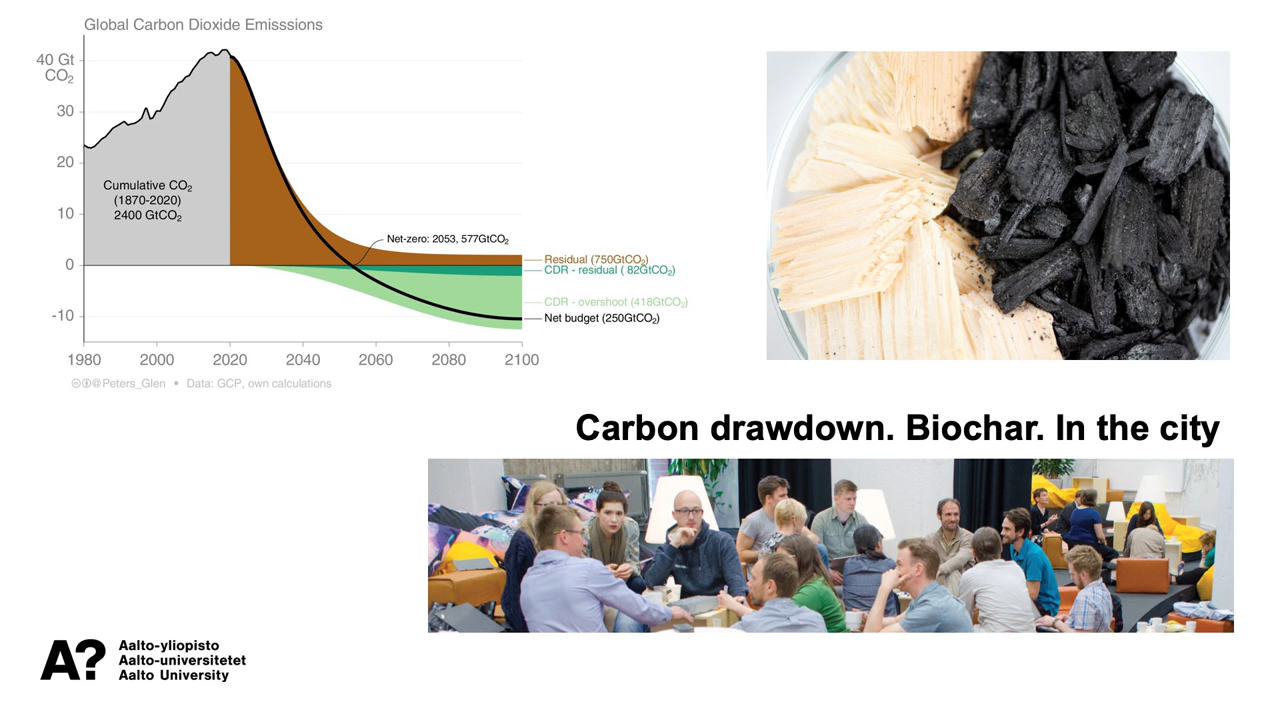 Global Carbon Dioxide Emisssions
40 Gt
CO₂
30
20
10
0
-10
Cumulative CO₂
(1870-2020)
2400 GtCO₂
Net-zero: 2053, 577GtCO₂
Residual (750GtCO₂)
CDR - residual ( 82GtCO₂)
CDR - overshoot (418GtCO₂)
Net budget (250GtCO₂)
1980 2000 2020 2040 2060 2080 2100
@Peters_Glen • Data: GCP, own calculations
Carbon drawdown. Biochar. In the city
A?
Aalto-yliopisto
Aalto-universitetet
Aalto University